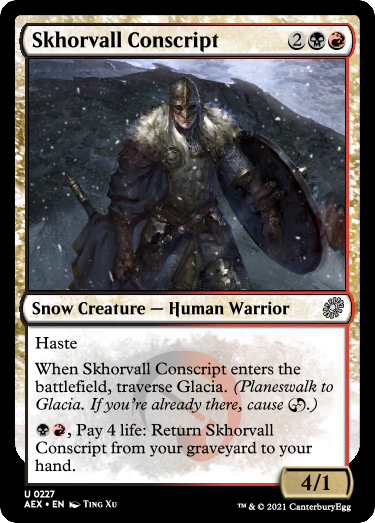 Skhorvall Conscript 2
Snow Creature — Human Warrior
Haste
When Skhorvall Conscript enters the
battlefield, traverse Glacia. (Planeswalk to
Glacia. If you're already there, cause .)
, Pay 4 life: Return Skhorvall
Conscript from your graveyard to your
hand.
4/1
U 0227
AEX • EN Ting Xu
™ & © 2021 CanterburyEgg